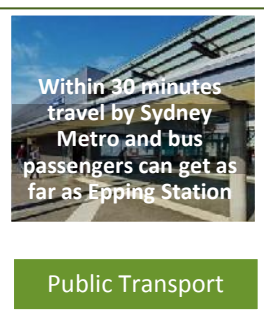 Within 30 minutes
travel by Sydney
Metro and bus
passengers can get as
far as Epping Station
Public Transport